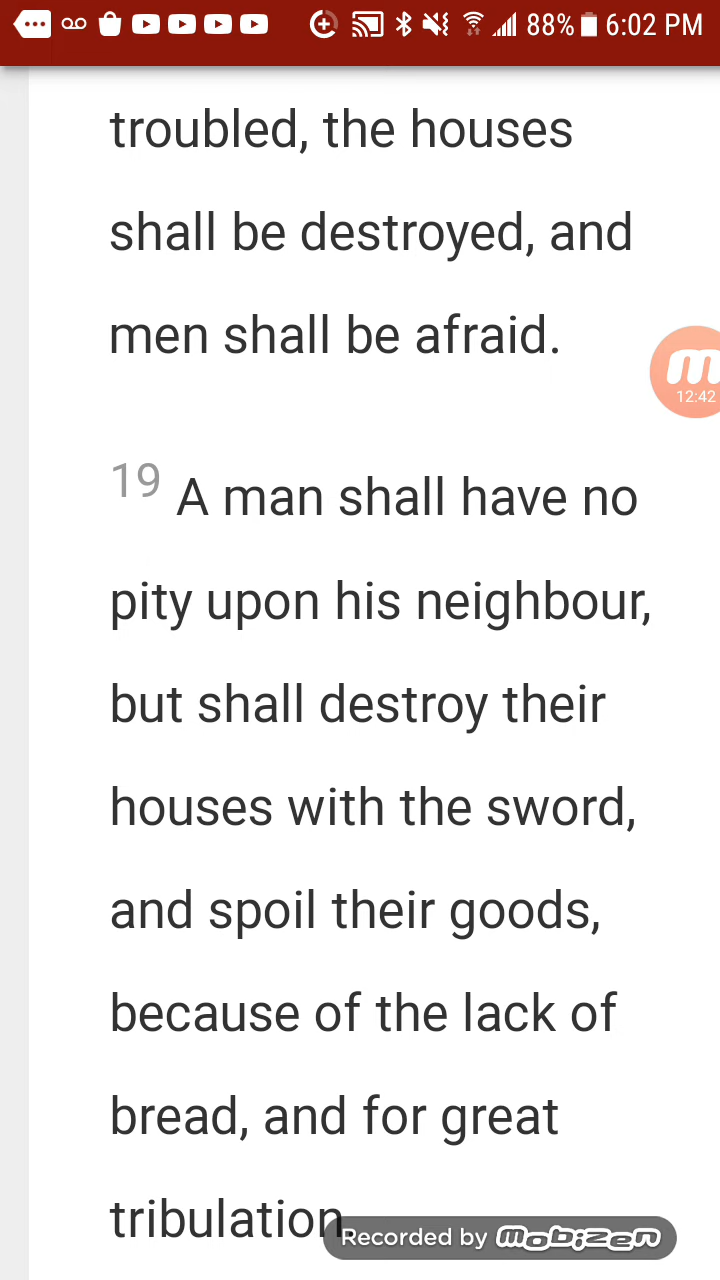 88% 6:02 PM
troubled, the houses
shall be destroyed, and
men shall be afraid.
m
12:42
19 A man shall have no
pity upon his neighbour,
but shall destroy their
houses with the sword,
and spoil their goods,
because of the lack of
bread, and for great
tribulation.
Recorded by mobizen